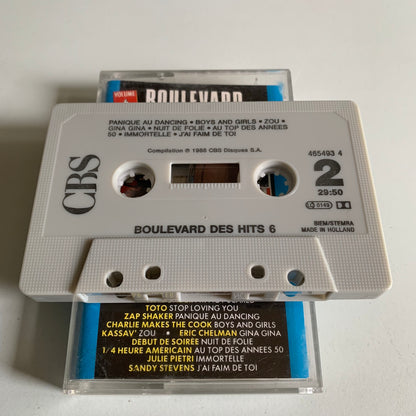 VOLUME
BOULEVARD
PANIQUE AU DANCING • BOYS AND GIRLS • ZOU •
GINA GINA • NUIT DE FOLIE • AU TOP DES ANNEES
50 • IMMORTELLE • J'AI FAIM DE TOI
Compilation ℗ 1988 CBS Disques S.A.
465493 4
CBS
2
29:50
LC 0149
BOULEVARD DES HITS 6
BIEM/STEMRA
MADE IN HOLLAND
TOTO STOP LOVING YOU
ZAP SHAKER PANIQUE AU DANCING
CHARLIE MAKES THE COOK BOYS AND GIRLS
KASSAV' ZOU • ERIC CHELMAN GINA GINA
DEBUT DE SOIRÉE NUIT DE FOLIE
1/4 HEURE AMERICAIN AU TOP DES ANNEES 50
JULIE PIETRI IMMORTELLE
SANDY STEVENS J'AI FAIM DE TOI